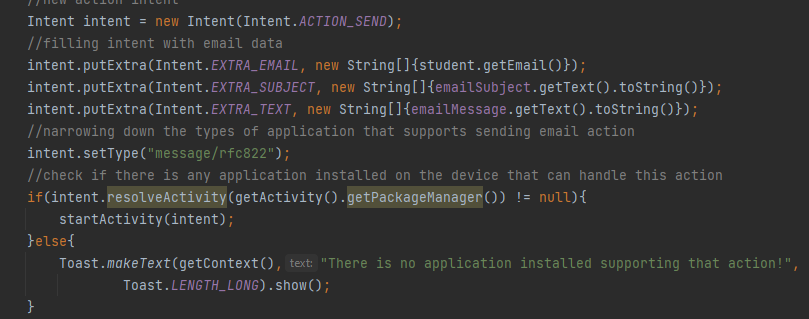 //new action intent
Intent intent = new Intent(Intent.ACTION_SEND);
//filling intent with email data
intent.putExtra(Intent.EXTRA_EMAIL, new String[]{student.getEmail()});
intent.putExtra(Intent.EXTRA_SUBJECT, new String[]{emailSubject.getText().toString()});
intent.putExtra(Intent.EXTRA_TEXT, new String[]{emailMessage.getText().toString()});
//narrowing down the types of application that supports sending email action
intent.setType("message/rfc822");
//check if there is any application installed on the device that can handle this action
if(intent.resolveActivity(getActivity().getPackageManager()) != null){
startActivity(intent);
}else{
Toast.makeText(getContext(), text: "There is no application installed supporting that action!",
Toast.LENGTH_LONG).show();
}